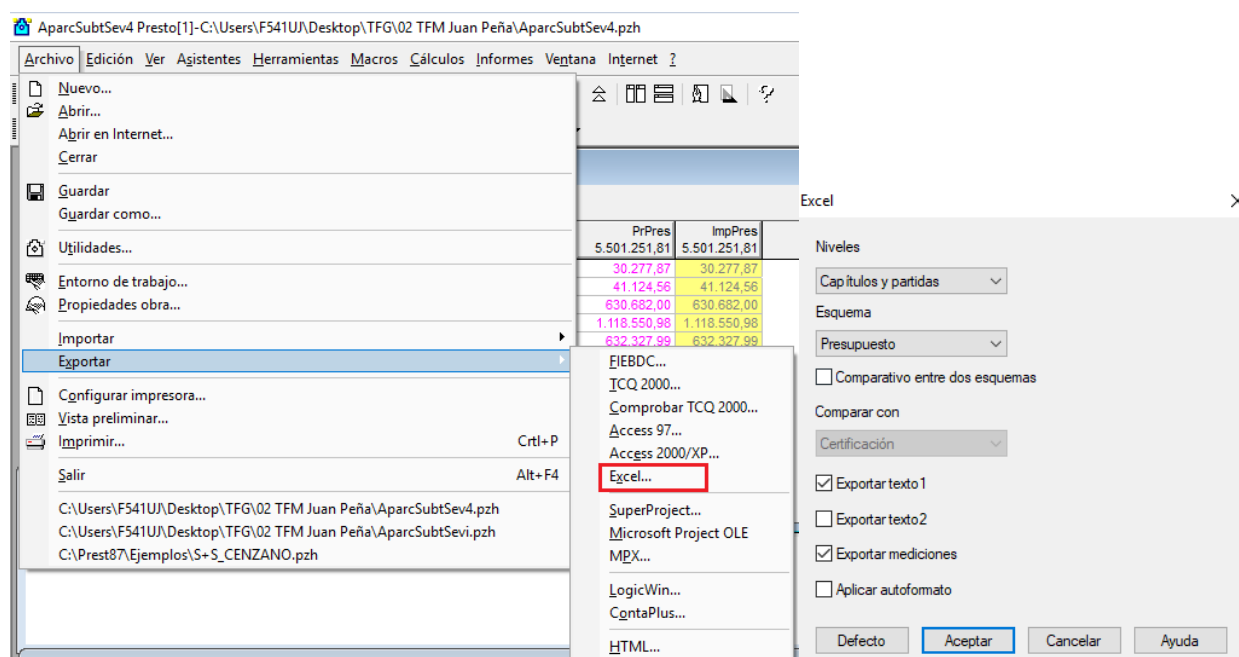 AparcSubtSev4 Presto[1]-C:\Users\F541UJ\Desktop\TFG\02 TFM Juan Peña\AparcSubtSev4.pzh
Archivo Edición Ver Asistentes Herramientas Macros Cálculos Informes Ventana Internet ?
Nuevo...
Abrir...
Abrir en Internet...
Cerrar
Guardar
Guardar como...
Utilidades...
Entorno de trabajo...
Propiedades obra...
Importar
Exportar
Configurar impresora...
Vista preliminar...
Imprimir... Crtl+P
Salir Alt+F4
C:\Users\F541UJ\Desktop\TFG\02 TFM Juan Peña\AparcSubtSev4.pzh
C:\Users\F541UJ\Desktop\TFG\02 TFM Juan Peña\AparcSubtSevi.pzh
C:\Prest87\Ejemplos\S+S_CENZANO.pzh
PrPres ImpPres
5.501.251,81 5.501.251,81
30.277,87 30.277,87
41.124,56 41.124,56
630.682,00 630.682,00
1.118.550,98 1.118.550,98
632.327,99 632.327,99
FIEBDC...
TCQ 2000...
Comprobar TCQ 2000...
Access 97...
Access 2000/XP...
Excel...
SuperProject...
Microsoft Project OLE
MPX...
LogicWin...
ContaPlus...
HTML...
Excel
Niveles
Capítulos y partidas
Esquema
Presupuesto
Comparativo entre dos esquemas
Comparar con
Certificación
Exportar texto1
Exportar texto2
Exportar mediciones
Aplicar autoformato
Defecto Aceptar Cancelar Ayuda